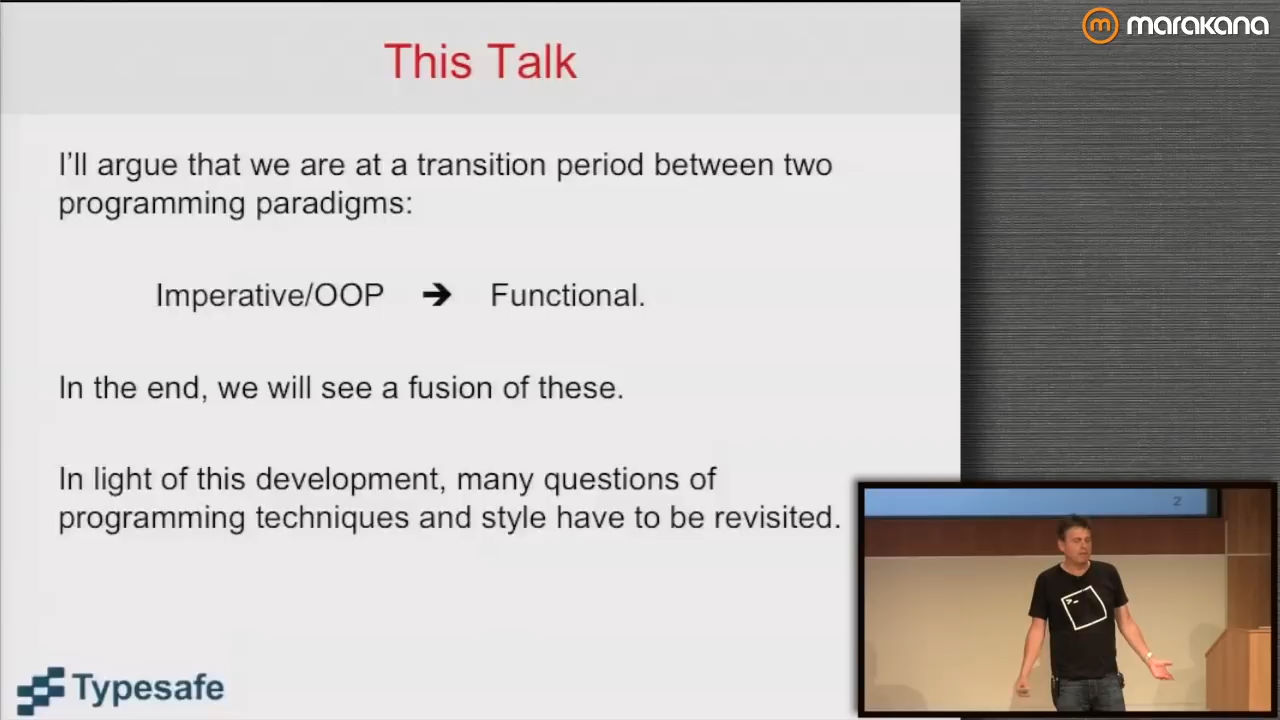 marakana
This Talk
I'll argue that we are at a transition period between two
programming paradigms:
Imperative/OOP ➔ Functional.
In the end, we will see a fusion of these.
In light of this development, many questions of
programming techniques and style have to be revisited.
2
>-
Typesafe